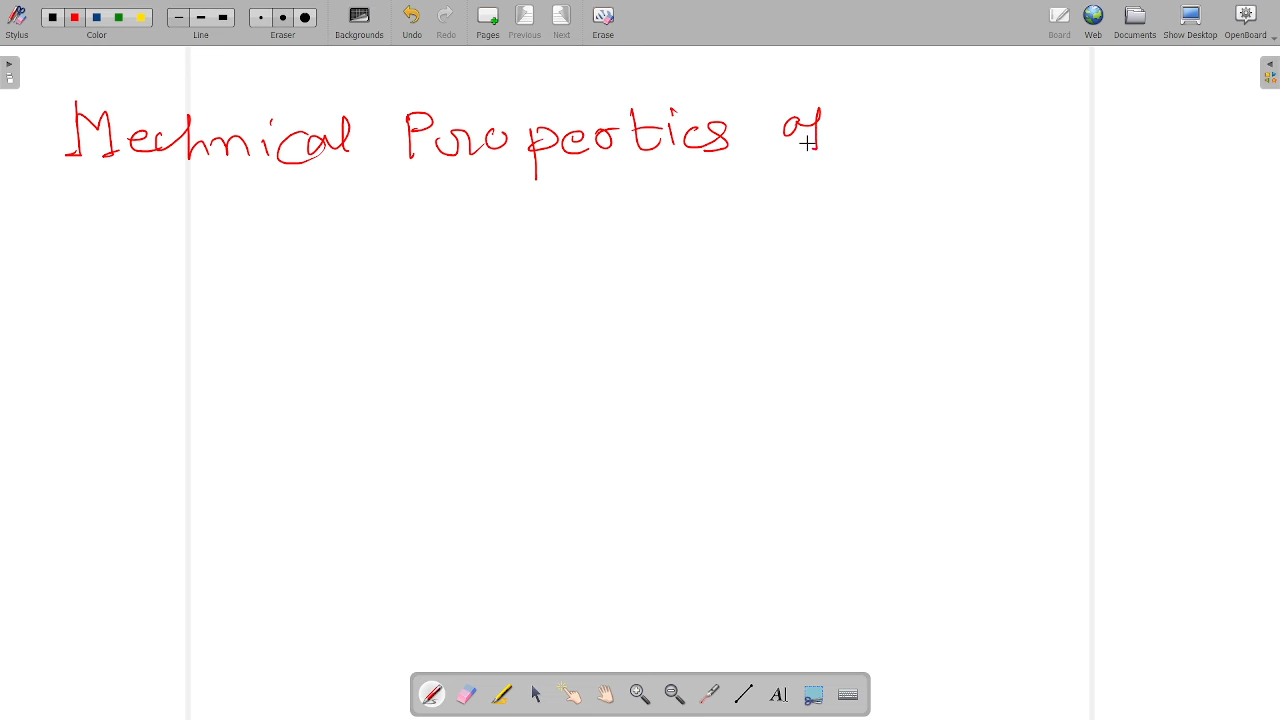 Stylus Color Line Eraser Backgrounds Undo Redo Pages Previous Next Erase Board Web Documents Show Desktop OpenBoard
Mechnical Properties of
AI